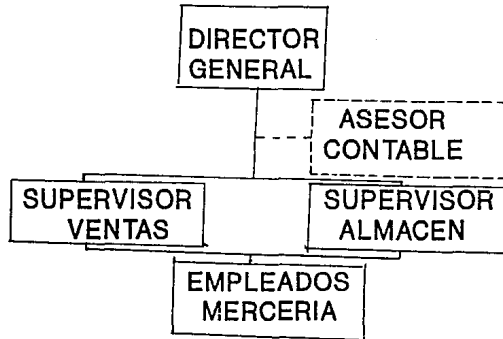 DIRECTOR
GENERAL
ASESOR
CONTABLE
SUPERVISOR
VENTAS
SUPERVISOR
ALMACEN
EMPLEADOS
MERCERIA